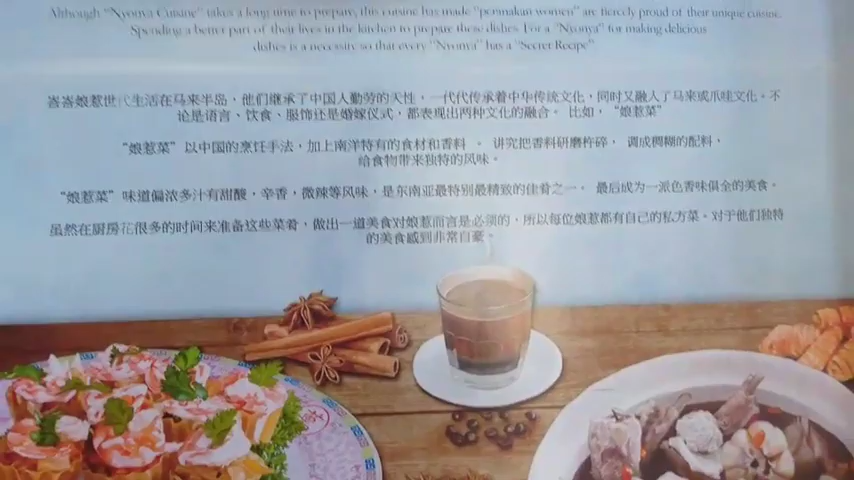 Although "Nyonya Cuisine" takes a long time to prepare, this cuisine has made "peranakan women" are fiercely proud of their unique cuisine.
Spending a better part of their lives in the kitchen to prepare these dishes. For a "Nyonya" for making delicious
dishes is a necessity so that every "Nyonya" has a "Secret Recipe"
峇峇娘惹世代生活在马来半岛，他们继承了中国人勤劳的天性，一代代传承着中华传统文化，同时又融入了马来或爪哇文化。不
论是语言、饮食、服饰还是婚嫁仪式，都表现出两种文化的融合。 比如，"娘惹菜"
"娘惹菜" 以中国的烹饪手法，加上南洋特有的食材和香料 。 讲究把香料研磨杵碎， 调成稠阛的配料，
给食物带来独特的风味。
"娘惹菜" 味道偏浓多汁有甜酸，辛香，微辣等风味，是东南亚最特别最精致的佳肴之一， 最后成为一派色香味俱全的美食。
虽然在厨房花很多的时间来准备这些菜肴，做出一道美食对娘惹而言是必须的，所以每位娘惹都有自己的私方菜。对于他们独特
的美食感到非常自豪。